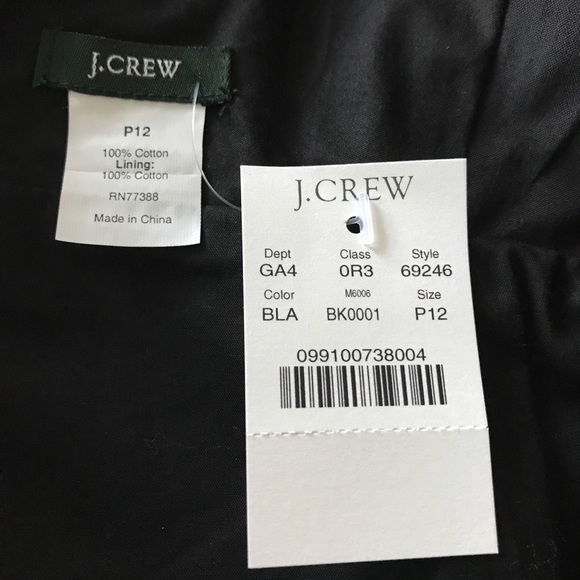 J.CREW
P12
100% Cotton
Lining:
100% Cotton
RN77388
Made in China
J.CREW
Dept Class Style
GA4 0R3 69246
Color M6006 Size
BLA BK0001 P12
099100738004